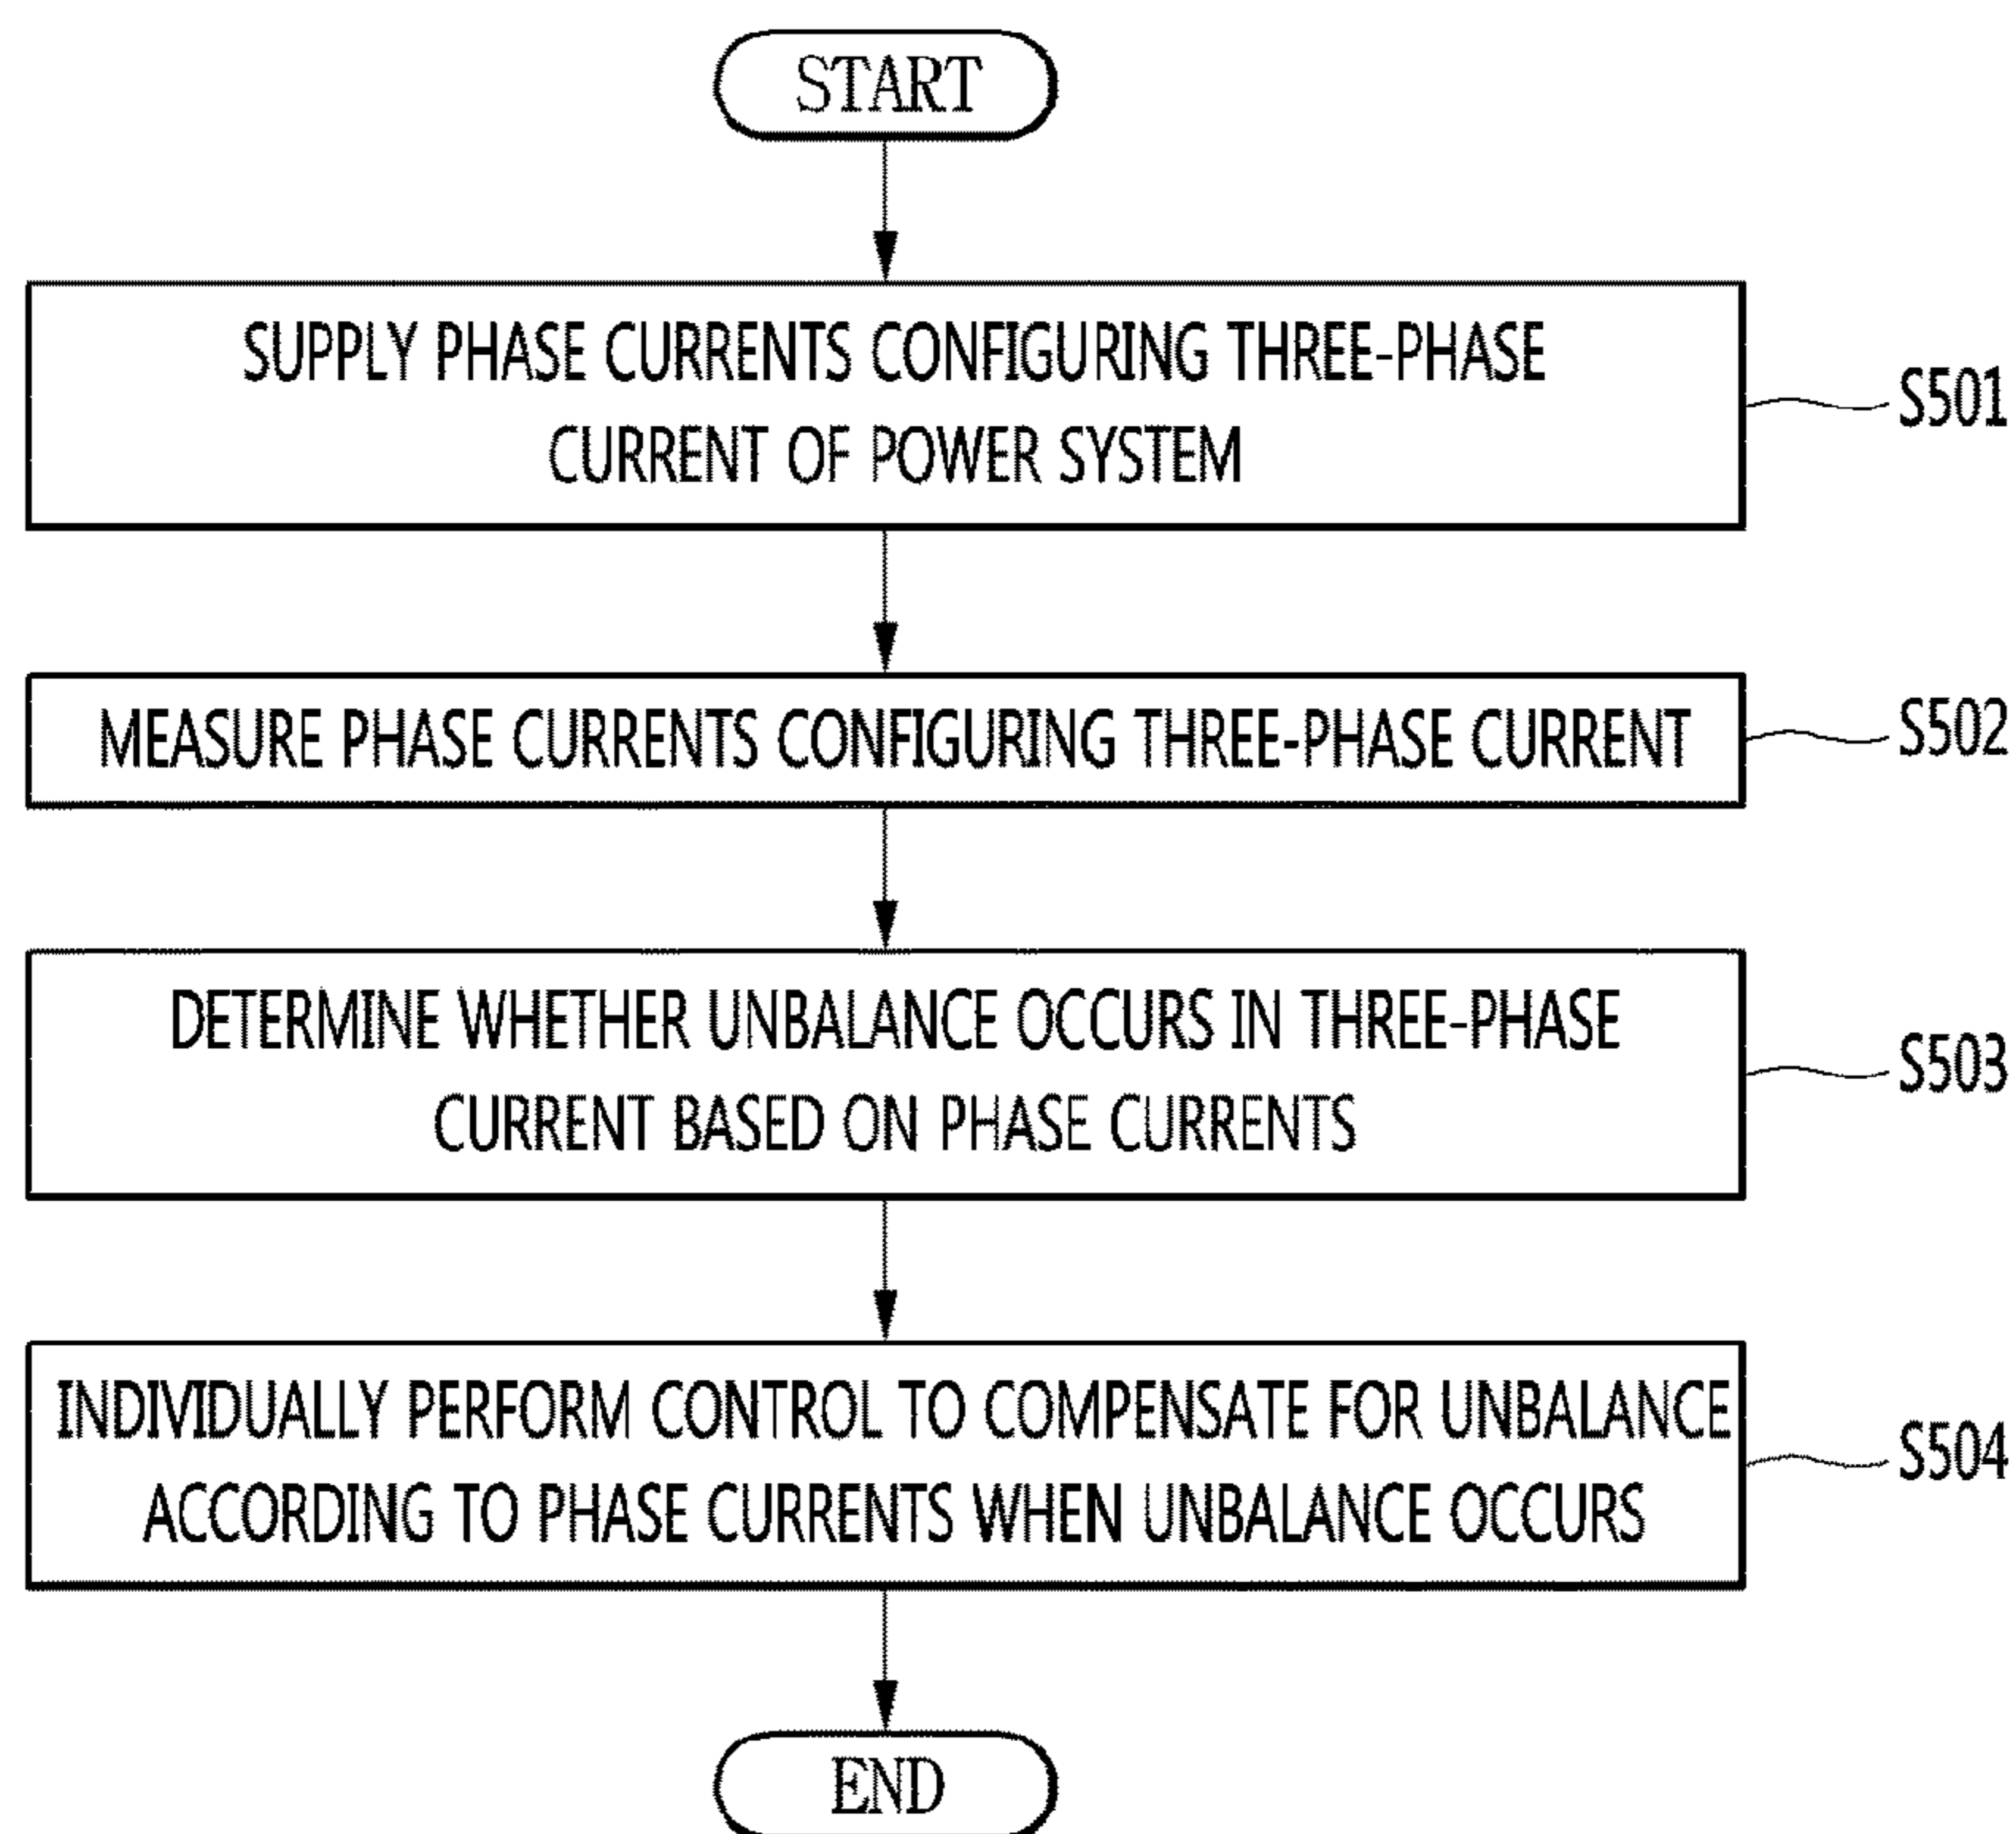 START
SUPPLY PHASE CURRENTS CONFIGURING THREE-PHASE
CURRENT OF POWER SYSTEM
S501
MEASURE PHASE CURRENTS CONFIGURING THREE-PHASE CURRENT
S502
DETERMINE WHETHER UNBALANCE OCCURS IN THREE-PHASE
CURRENT BASED ON PHASE CURRENTS
S503
INDIVIDUALLY PERFORM CONTROL TO COMPENSATE FOR UNBALANCE
ACCORDING TO PHASE CURRENTS WHEN UNBALANCE OCCURS
S504
END